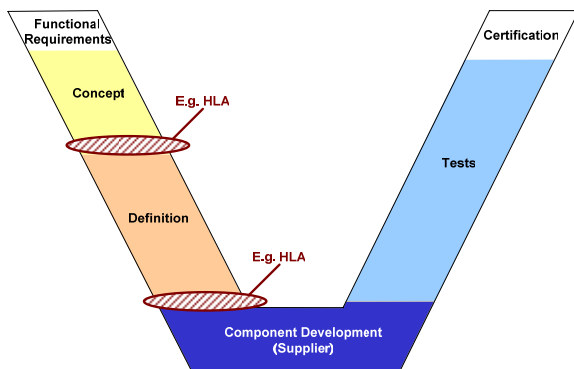 Functional
Requirements
Certification
Concept
E.g. HLA
Tests
Definition
E.g. HLA
Component Development
(Supplier)